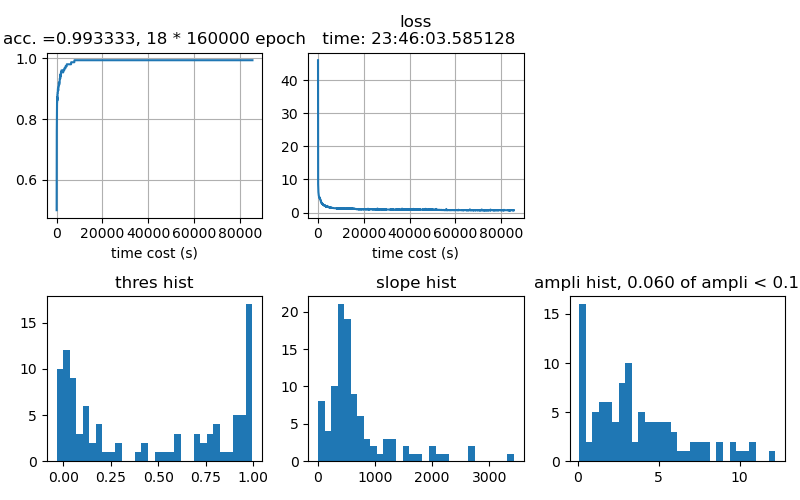 loss
acc. =0.993333, 18 * 160000 epoch time: 23:46:03.585128
1.0
0.8
0.6
0 20000 40000 60000 80000
time cost (s)
40
30
20
10
0
0 20000 40000 60000 80000
time cost (s)
thres hist
15
10
5
0
0.00 0.25 0.50 0.75 1.00
slope hist
20
15
10
5
0
0 1000 2000 3000
ampli hist, 0.060 of ampli < 0.1
15
10
5
0
0 5 10